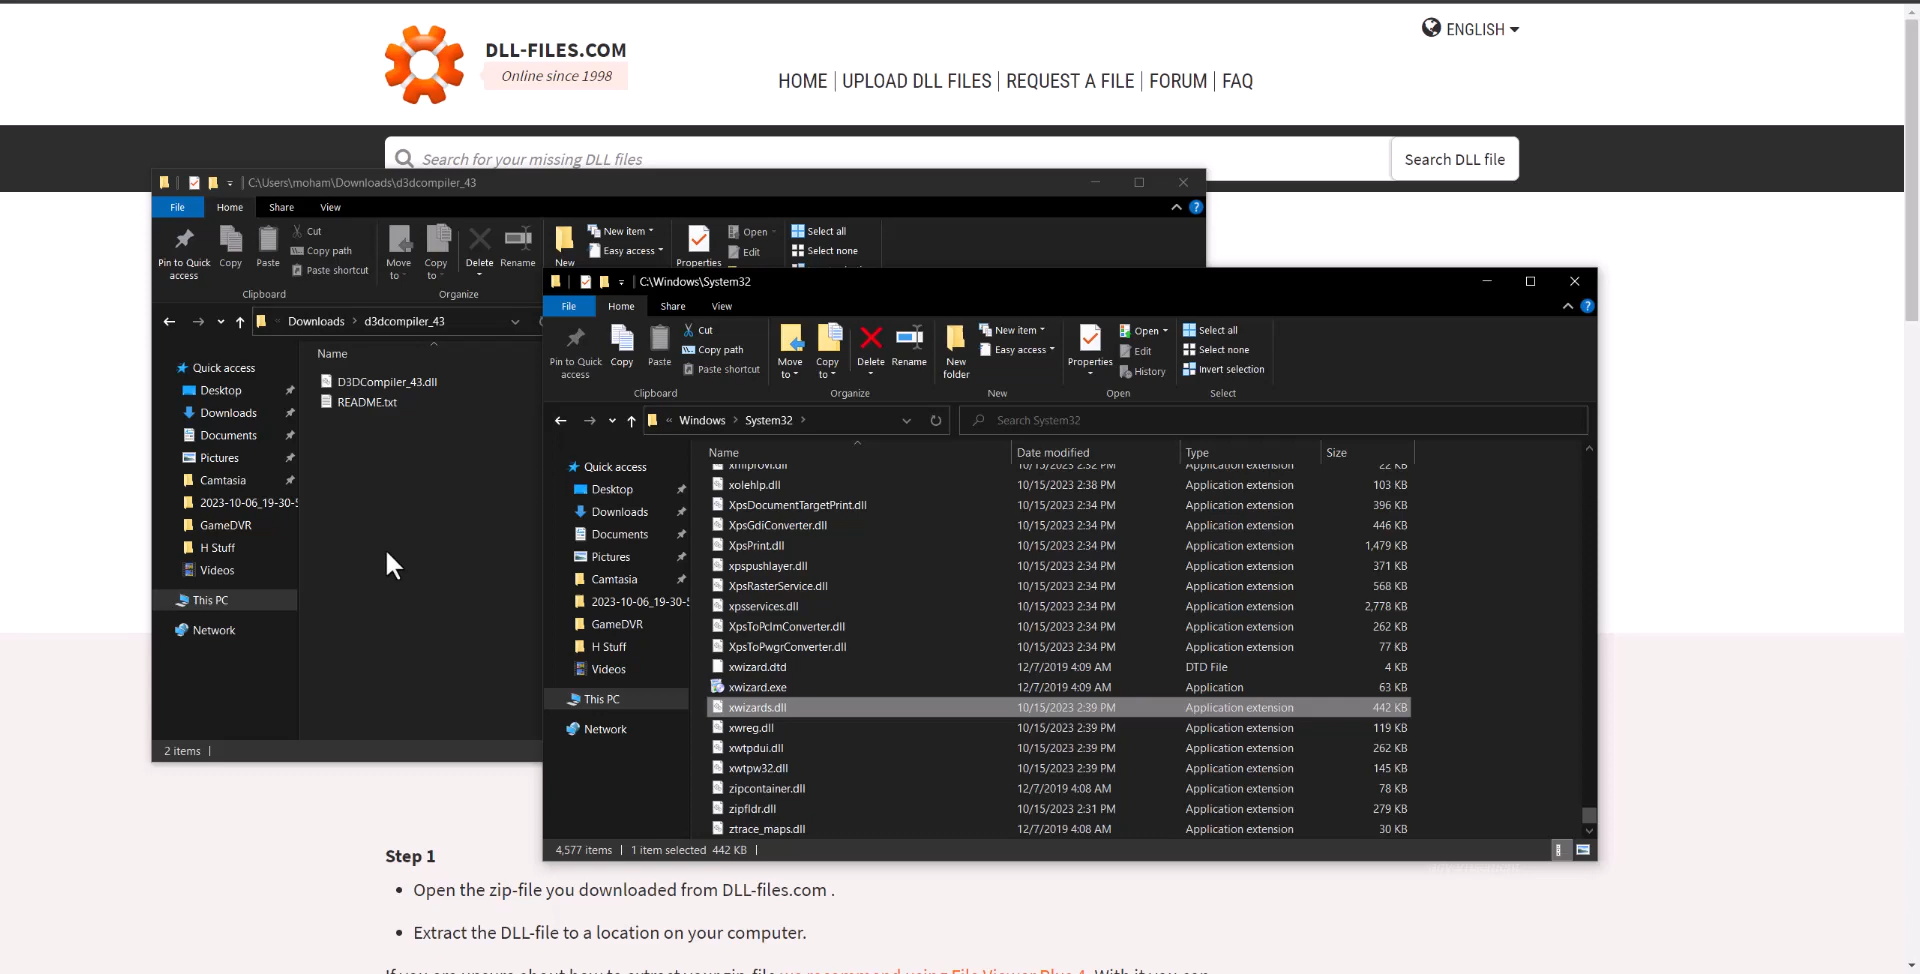 DLL-FILES.COM
Online since 1998
ENGLISH
HOME | UPLOAD DLL FILES | REQUEST A FILE | FORUM | FAQ
Search for your missing DLL files
Search DLL file
C:\Users\moham\Downloads\d3dcompiler_43
File Home Share View
Pin to Quick access
Copy
Paste
Cut
Copy path
Paste shortcut
Clipboard
Move to
Copy to
Delete
Rename
Organize
New
New item
Easy access
Properties
Open
Edit
Select all
Select none
Downloads > d3dcompiler_43
Name
D3DCompiler_43.dll
README.txt
Quick access
Desktop
Downloads
Documents
Pictures
Camtasia
2023-10-06_19-30-5
GameDVR
H Stuff
Videos
This PC
Network
2 items
C:\Windows\System32
File Home Share View
Pin to Quick access
Copy
Paste
Cut
Copy path
Paste shortcut
Clipboard
Move to
Copy to
Delete
Rename
Organize
New folder
New item
Easy access
New
Properties
Open
Edit
History
Open
Select all
Select none
Invert selection
Select
« Windows > System32 >
Search System32
Quick access
Desktop
Downloads
Documents
Pictures
Camtasia
2023-10-06_19-30-5
GameDVR
H Stuff
Videos
This PC
Network
Name Date modified Type Size
xolehlp.dll 10/15/2023 2:38 PM Application extension 103 KB
XpsDocumentTargetPrint.dll 10/15/2023 2:34 PM Application extension 396 KB
XpsGdiConverter.dll 10/15/2023 2:34 PM Application extension 446 KB
XpsPrint.dll 10/15/2023 2:34 PM Application extension 1,479 KB
xpspushlayer.dll 10/15/2023 2:34 PM Application extension 371 KB
XpsRasterService.dll 10/15/2023 2:34 PM Application extension 568 KB
xpsservices.dll 10/15/2023 2:34 PM Application extension 2,778 KB
XpsToPclmConverter.dll 10/15/2023 2:34 PM Application extension 262 KB
XpsToPwgrConverter.dll 10/15/2023 2:34 PM Application extension 77 KB
xwizard.dtd 12/7/2019 4:09 AM DTD File 4 KB
xwizard.exe 12/7/2019 4:09 AM Application 63 KB
xwizards.dll 10/15/2023 2:39 PM Application extension 442 KB
xwreg.dll 10/15/2023 2:39 PM Application extension 119 KB
xwtpdui.dll 10/15/2023 2:39 PM Application extension 262 KB
xwtpw32.dll 10/15/2023 2:39 PM Application extension 145 KB
zipcontainer.dll 12/7/2019 4:08 AM Application extension 78 KB
zipfldr.dll 10/15/2023 2:31 PM Application extension 279 KB
ztrace_maps.dll 12/7/2019 4:08 AM Application extension 30 KB
4,577 items 1 item selected 442 KB
Step 1
Open the zip-file you downloaded from DLL-files.com .
Extract the DLL-file to a location on your computer.